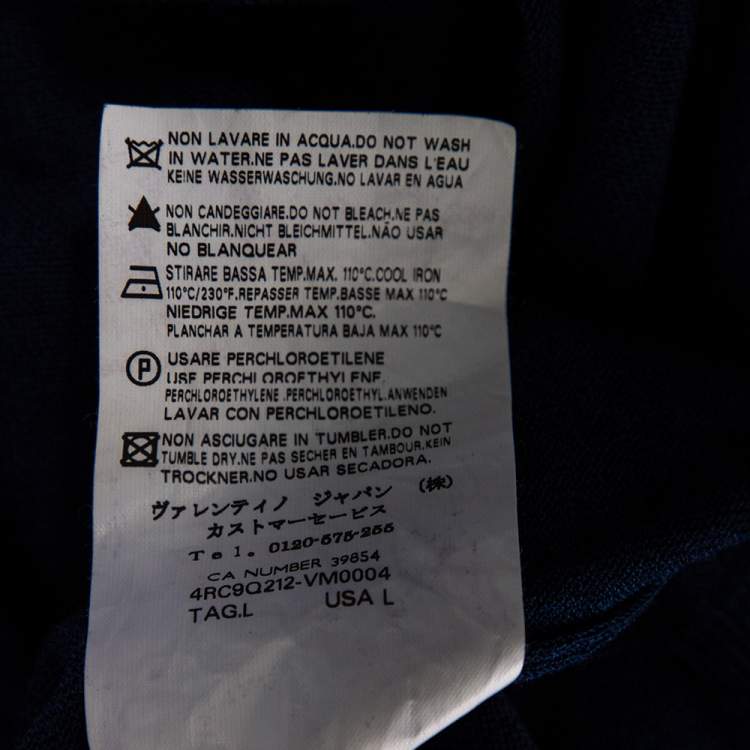 NON LAVARE IN ACQUA.DO NOT WASH
IN WATER.NE PAS LAVER DANS L'EAU
KEINE WASSERWASCHUNG.NO LAVAR EN AGUA
NON CANDEGGIARE.DO NOT BLEACH.NE PAS
BLANCHIR.NICHT BLEICHMITTEL.NÃO USAR
NO BLANQUEAR
STIRARE BASSA TEMP.MAX. 110°C.COOL IRON
110°C/230°F.REPASSER TEMP.BASSE MAX 110°C
NIEDRIGE TEMP.MAX 110°C.
PLANCHAR A TEMPERATURA BAJA MAX 110°C
P
USARE PERCHLOROETILENE
USE PERCHLOROETHYLENE
PERCHLOROETHYLENE .PERCHLOROETHYL.ANWENDEN
LAVAR CON PERCHLOROETILENO.
NON ASCIUGARE IN TUMBLER.DO NOT
TUMBLE DRY.NE PAS SECHER EN TAMBOUR.KEIN
TROCKNER.NO USAR SECADORA.
ヴァレンティノ ジャパン (株)
カストマーセービス
Tel. 0120-575-255
CA NUMBER 39854
4RC9Q212-VM0004
TAG.L USA L